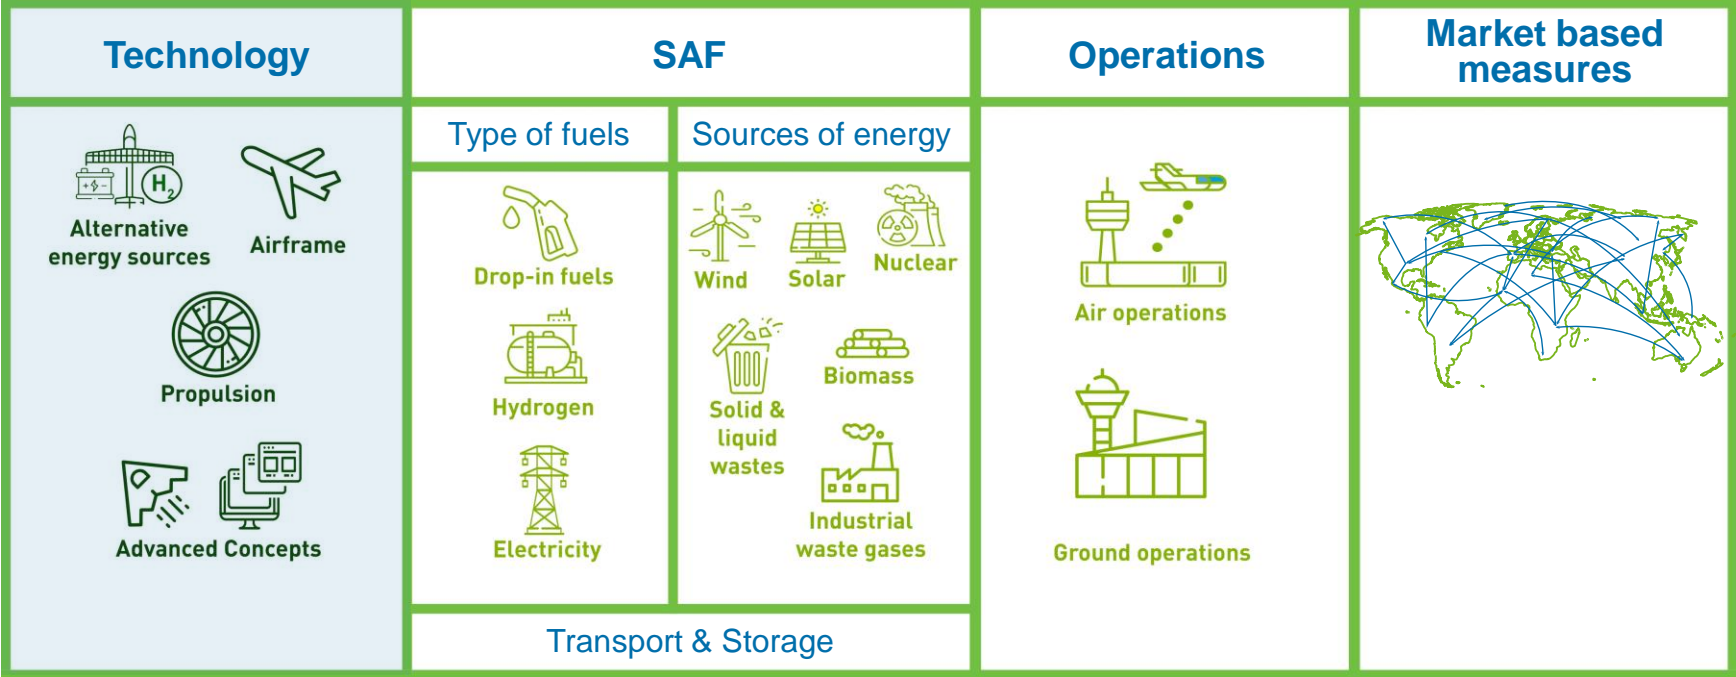 Technology
SAF
Operations
Market based
measures
H2
Alternative
energy sources
Airframe
Propulsion
Advanced Concepts
Type of fuels
Drop-in fuels
Hydrogen
Electricity
Sources of energy
Wind
Solar
Nuclear
Solid &
liquid
wastes
Biomass
Industrial
waste gases
Transport & Storage
Air operations
Ground operations